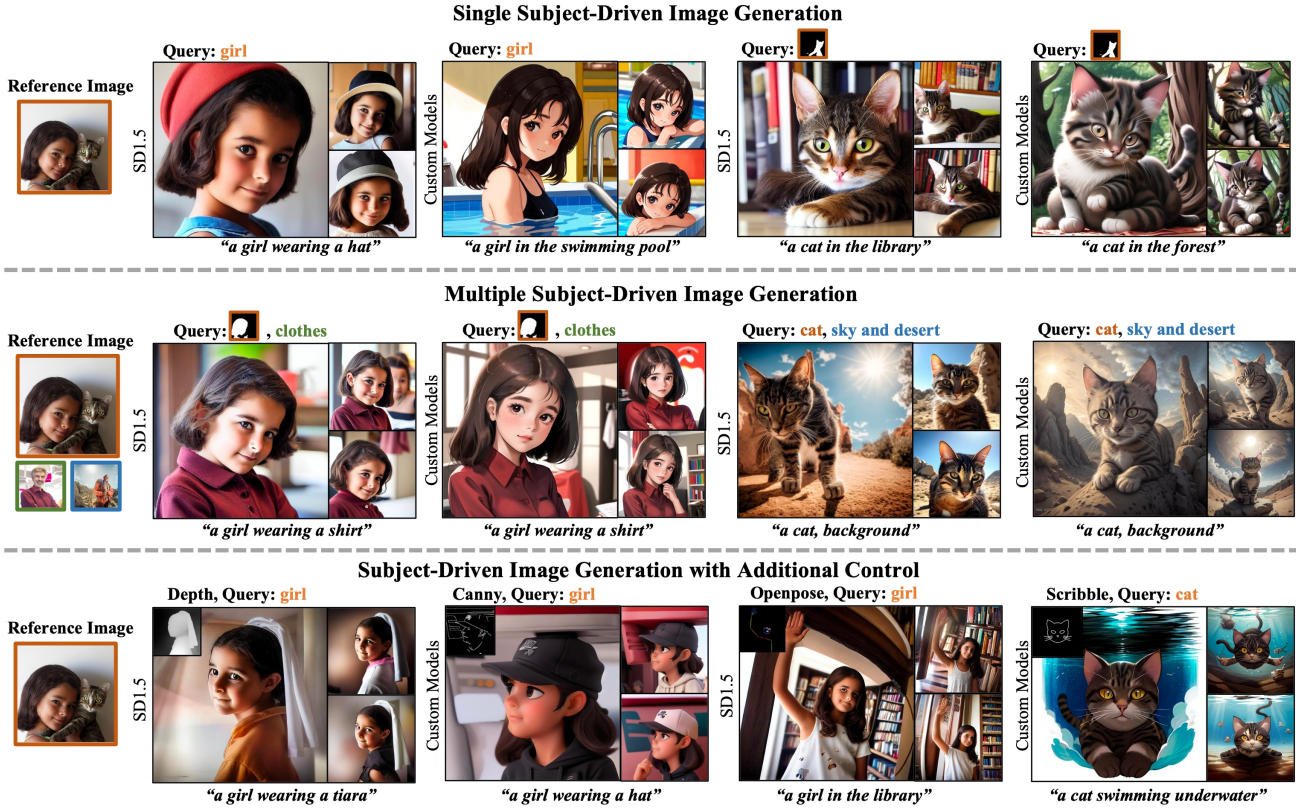 Single Subject-Driven Image Generation
Query: girl
Query: girl
Query:
Query:
Reference Image
SD1.5
Custom Models
SD1.5
Custom Models
“a girl wearing a hat”
“a girl in the swimming pool”
“a cat in the library”
“a cat in the forest”
Multiple Subject-Driven Image Generation
Query: , clothes
Query: , clothes
Query: cat, sky and desert
Query: cat, sky and desert
Reference Image
SD1.5
Custom Models
SD1.5
Custom Models
“a girl wearing a shirt”
“a girl wearing a shirt”
“a cat, background”
“a cat, background”
Subject-Driven Image Generation with Additional Control
Depth, Query: girl
Canny, Query: girl
Openpose, Query: girl
Scribble, Query: cat
Reference Image
SD1.5
Custom Models
SD1.5
Custom Models
“a girl wearing a tiara”
“a girl wearing a hat”
“a girl in the library”
“a cat swimming underwater”